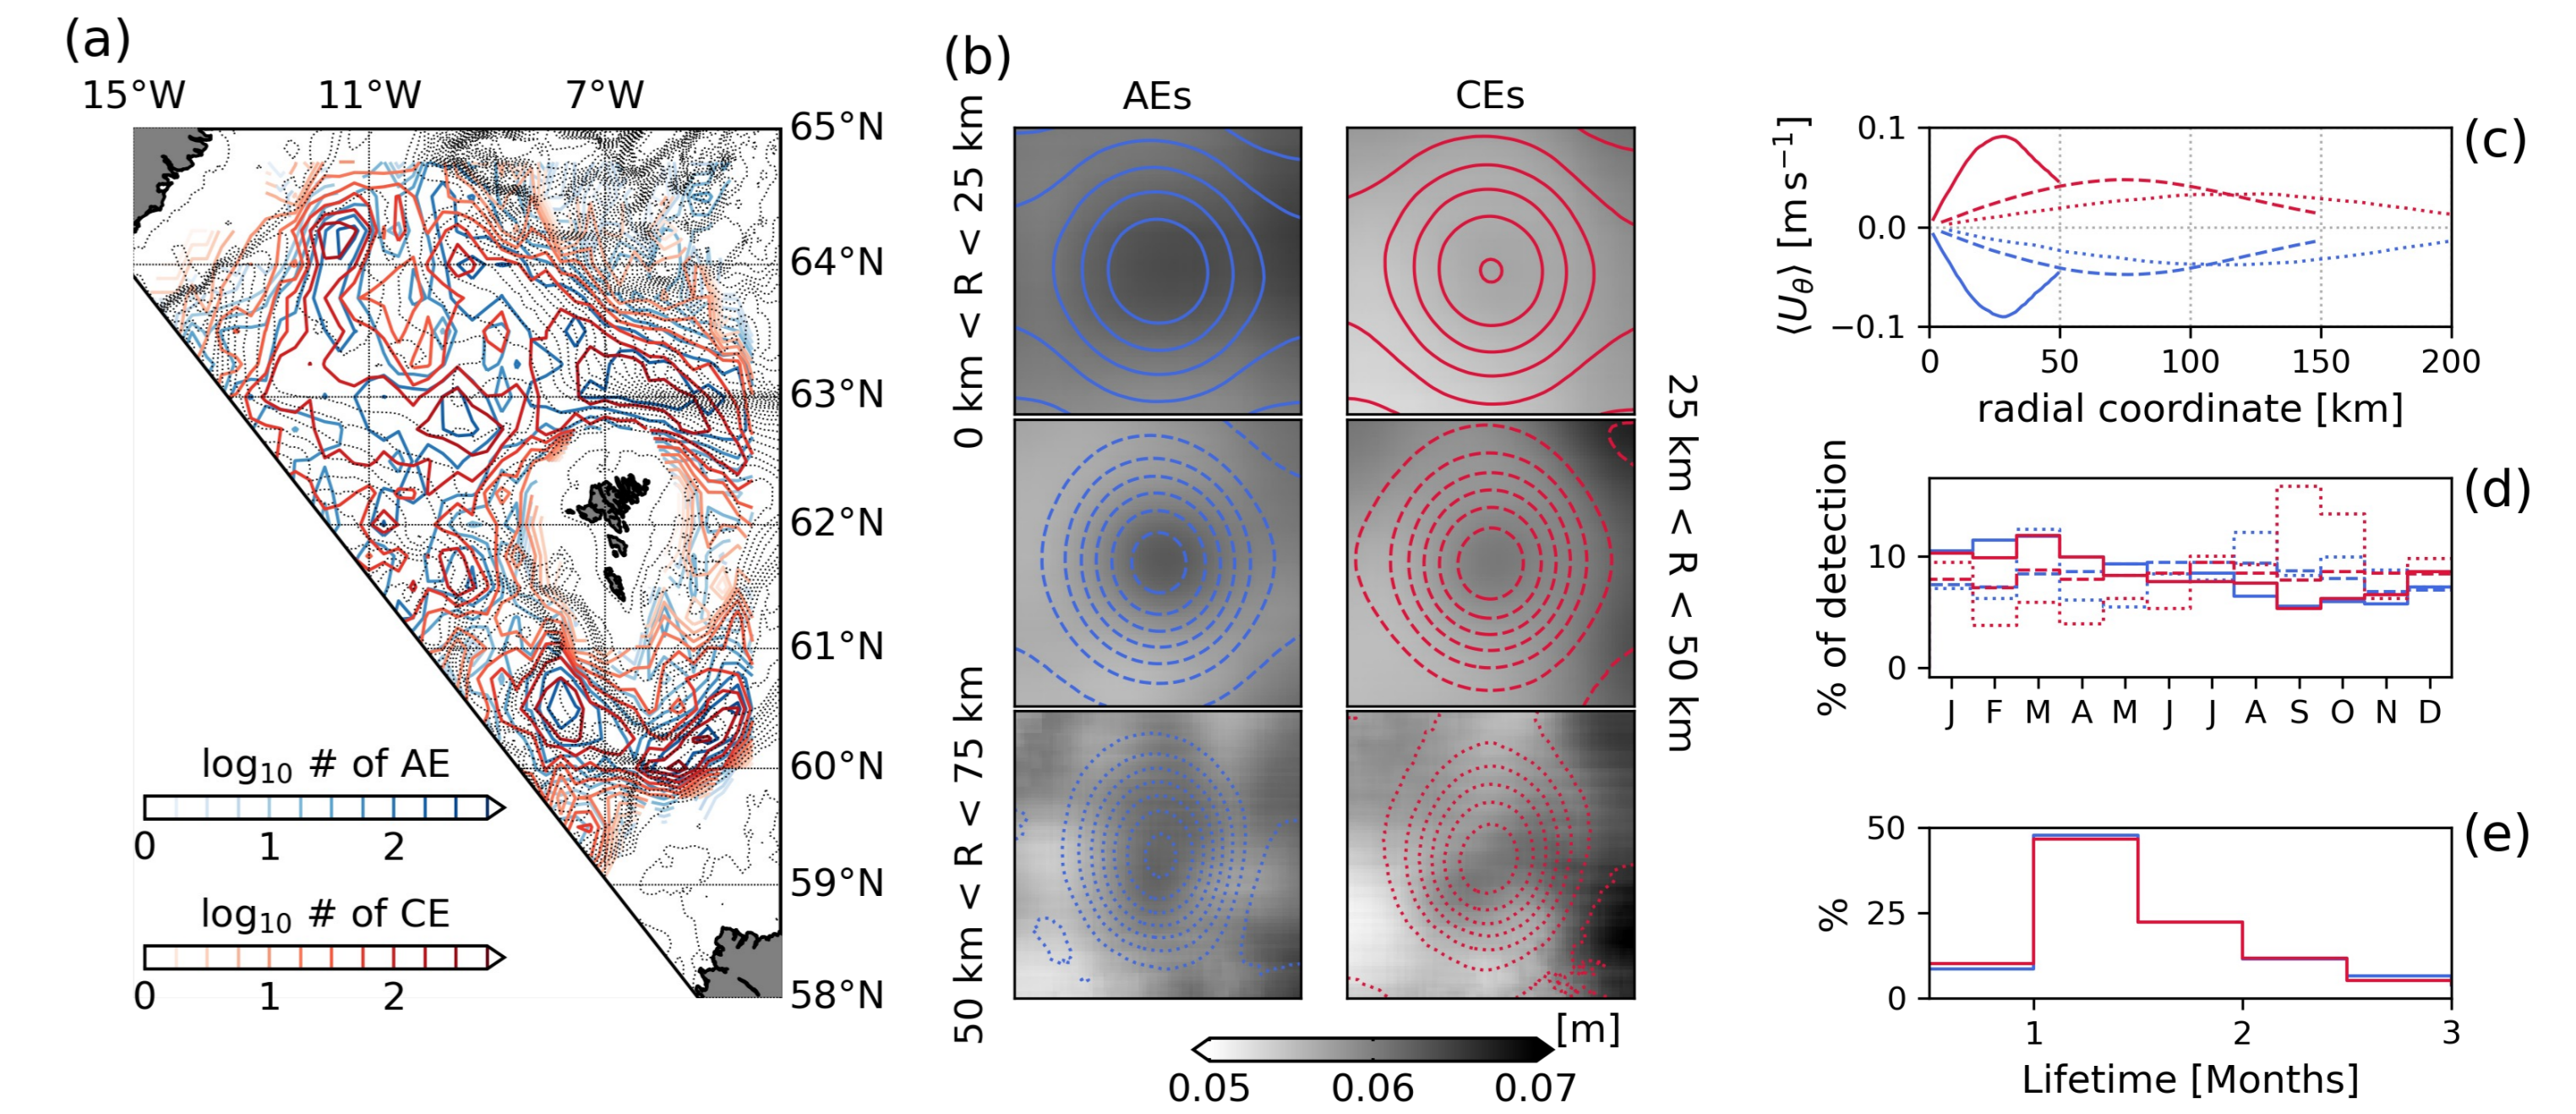 (a)
15°W 11°W 7°W
65°N
64°N
63°N
62°N
61°N
60°N
59°N
58°N
log10 # of AE
0 1 2
log10 # of CE
0 1 2
(b)
AEs CEs
0 km < R < 25 km
25 km < R < 50 km
50 km < R < 75 km
[m]
0.05 0.06 0.07
(c)
⟨Uθ⟩ [m s−1]
0.1
0.0
−0.1
0 50 100 150 200
radial coordinate [km]
(d)
% of detection
10
0
J F M A M J J A S O N D
(e)
%
50
25
0
1 2 3
Lifetime [Months]